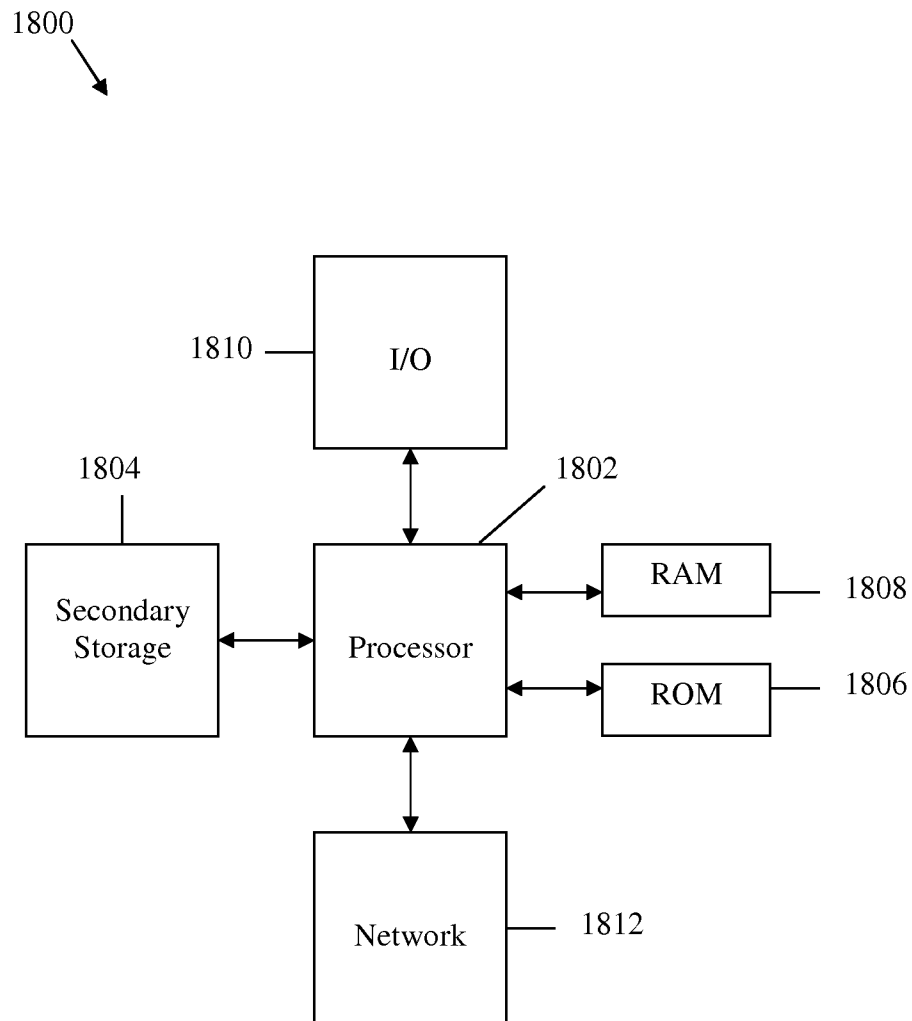 1800
1810
I/O
1804
1802
Secondary
Storage
Processor
RAM
1808
ROM
1806
Network
1812